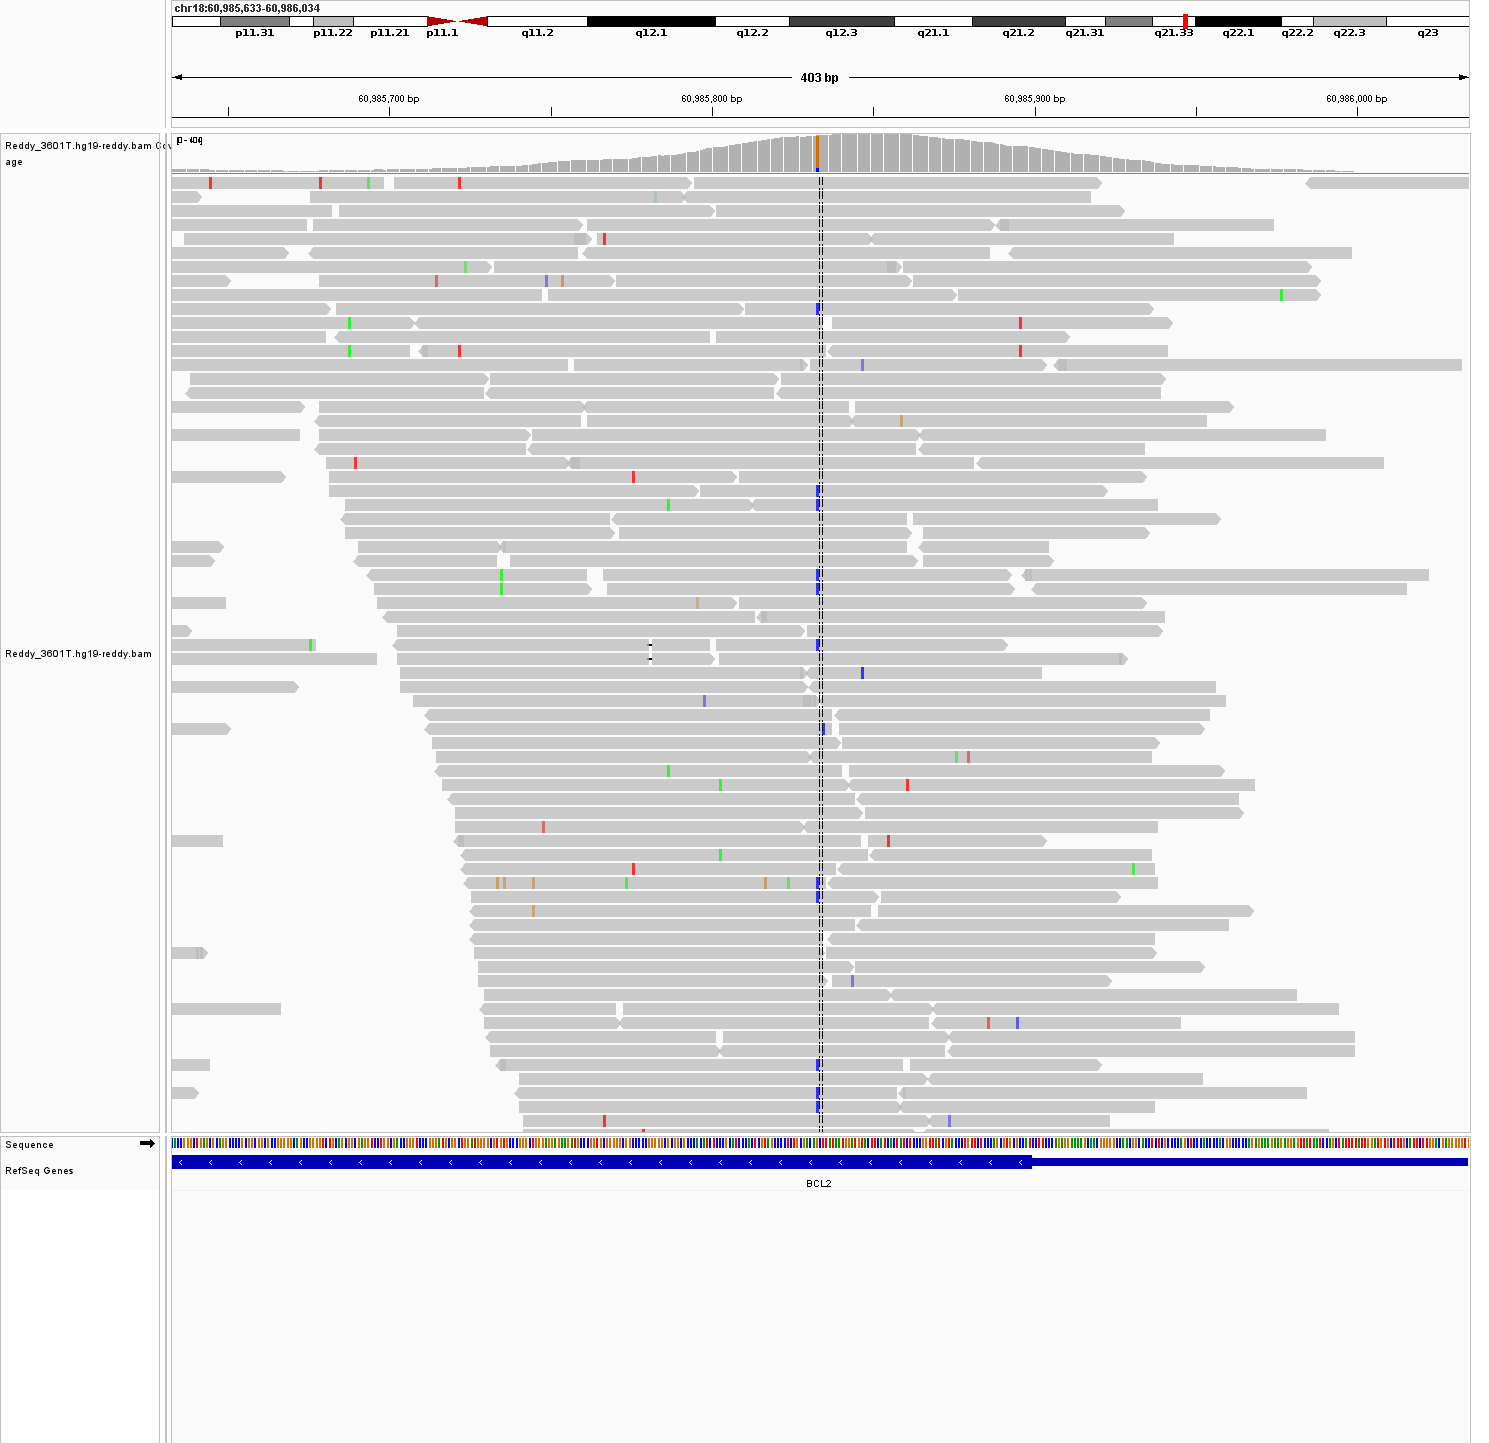 chr18:60,985,633-60,986,034
p11.31 p11.22 p11.21 p11.1 q11.2 q12.1 q12.2 q12.3 q21.1 q21.2 q21.31 q21.33 q22.1 q22.2 q22.3 q23
403 bp
60,985,700 bp 60,985,800 bp 60,985,900 bp 60,986,000 bp
Reddy_3601T.hg19-reddy.bam Cov
age
[0 - 404]
Reddy_3601T.hg19-reddy.bam
Sequence
RefSeq Genes
BCL2